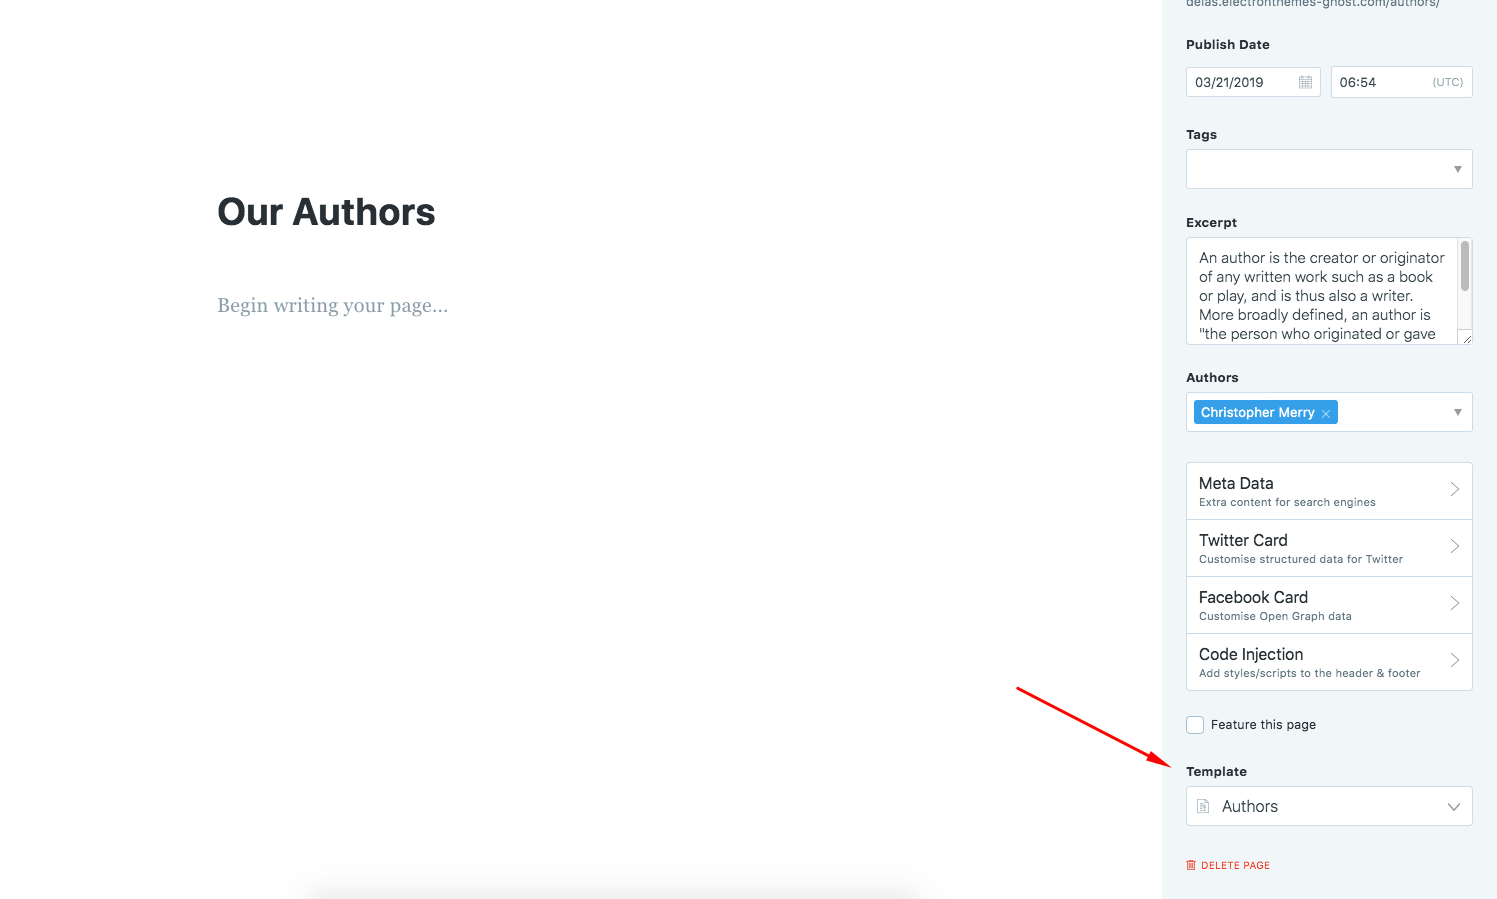 delas.electronthemes-ghost.com/authors/
Publish Date
03/21/2019
06:54 (UTC)
Tags
Our Authors
Begin writing your page...
Excerpt
An author is the creator or originator
of any written work such as a book
or play, and is thus also a writer.
More broadly defined, an author is
"the person who originated or gave
Authors
Christopher Merry ×
Meta Data
Extra content for search engines
Twitter Card
Customise structured data for Twitter
Facebook Card
Customise Open Graph data
Code Injection
Add styles/scripts to the header & footer
Feature this page
Template
Authors
DELETE PAGE